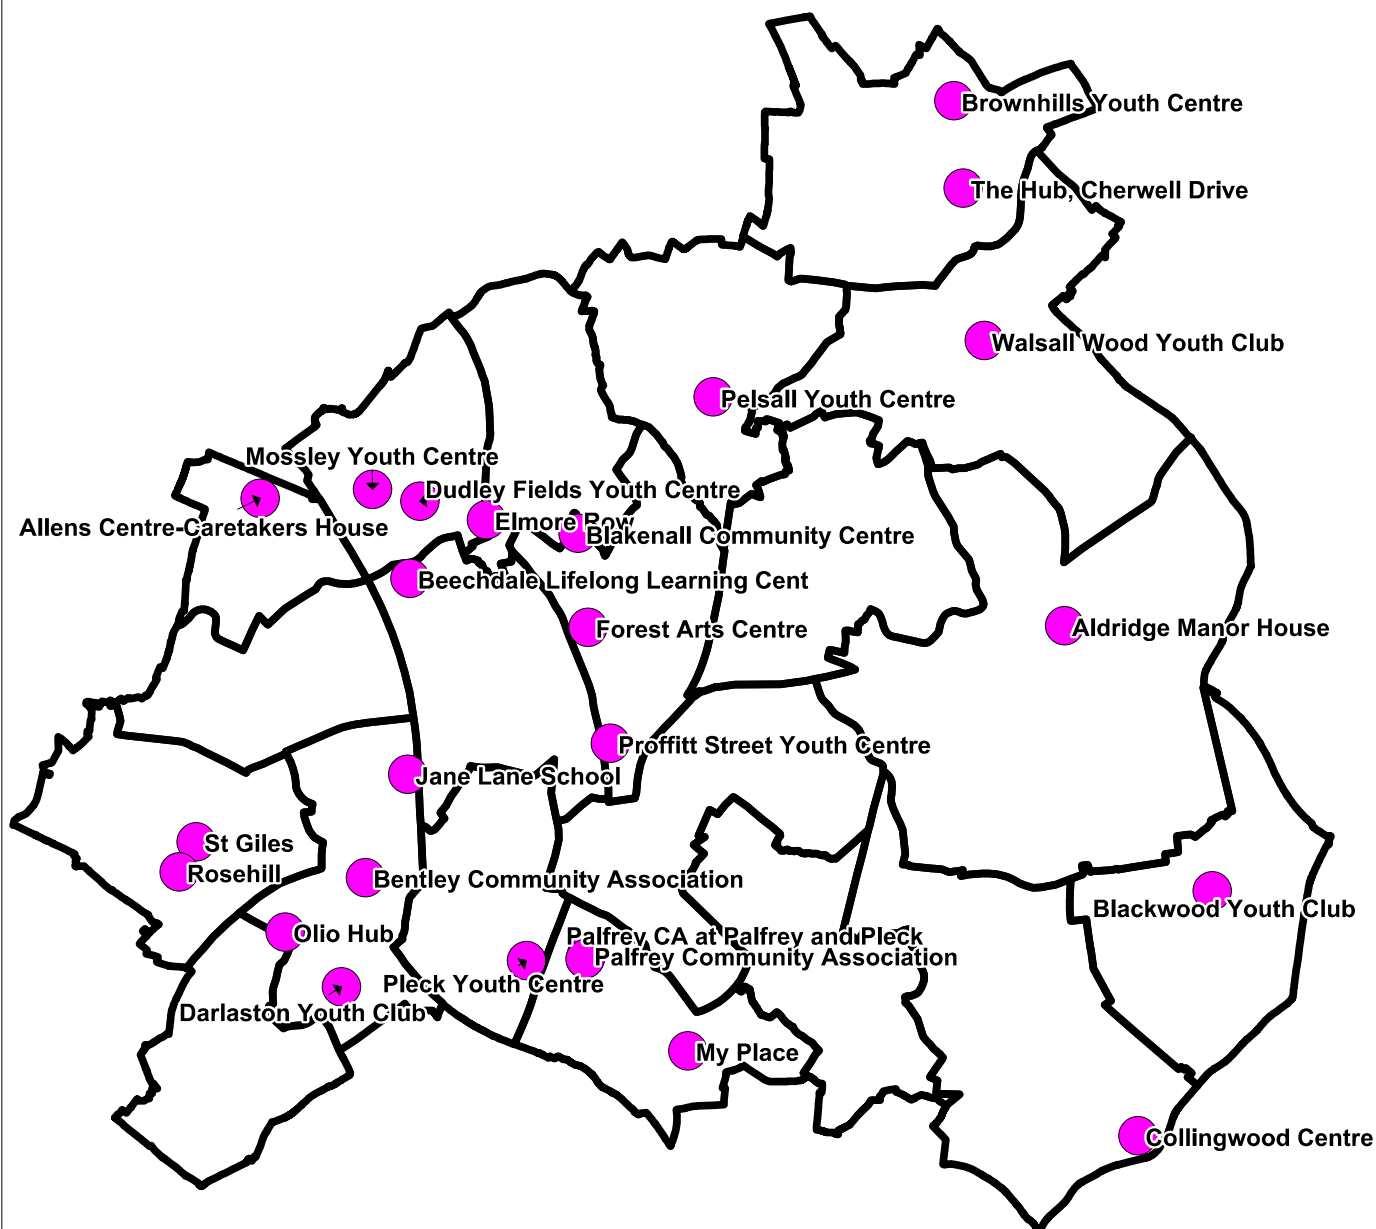 Brownhills Youth Centre
The Hub, Cherwell Drive
Walsall Wood Youth Club
Pelsall Youth Centre
Mossley Youth Centre
Dudley Fields Youth Centre
Allens Centre-Caretakers House
Elmore Row
Blakenall Community Centre
Beechdale Lifelong Learning Cent
Forest Arts Centre
Aldridge Manor House
Proffitt Street Youth Centre
Jane Lane School
St Giles
Rosehill
Bentley Community Association
Blackwood Youth Club
Olio Hub
Palfrey CA at Palfrey and Pleck
Palfrey Community Association
Pleck Youth Centre
Darlaston Youth Club
My Place
Collingwood Centre